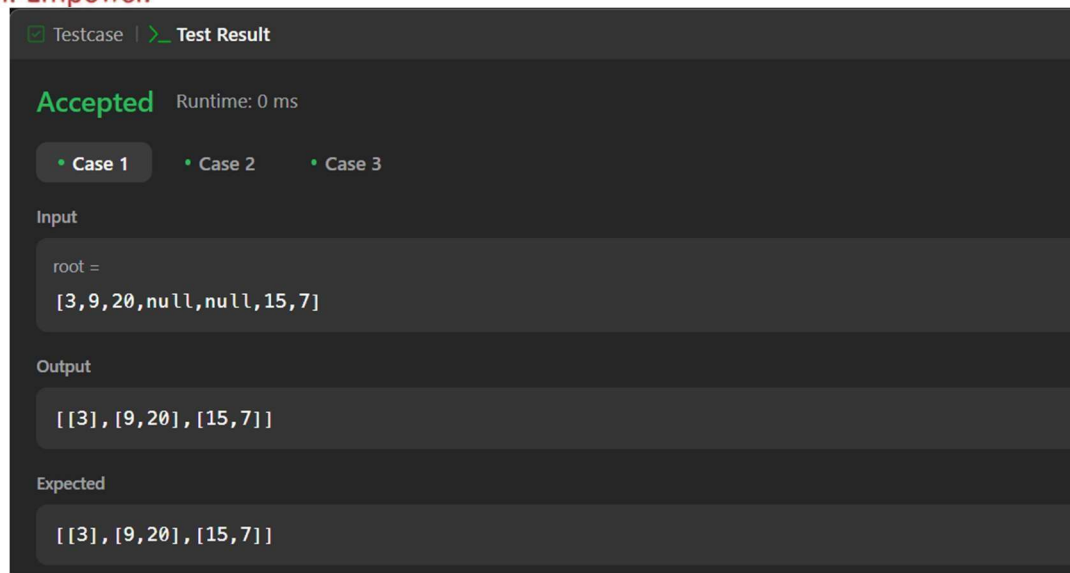 Testcase | >_ Test Result
Accepted Runtime: 0 ms
• Case 1 • Case 2 • Case 3
Input
root =
[3,9,20,null,null,15,7]
Output
[[3],[9,20],[15,7]]
Expected
[[3],[9,20],[15,7]]